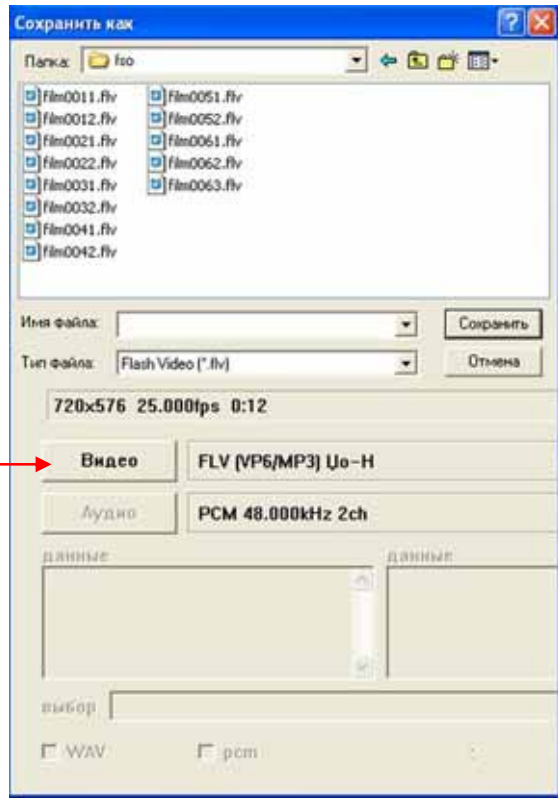 Сохранить как
Папка: fso
film0011.flv
film0012.flv
film0021.flv
film0022.flv
film0031.flv
film0032.flv
film0041.flv
film0042.flv
film0051.flv
film0052.flv
film0061.flv
film0062.flv
film0063.flv
Имя файла: Сохранить
Тип файла: Flash Video (*.flv) Отмена
720x576 25.000fps 0:12
Видео FLV (VP6/MP3) Џо-Н
Аудио PCM 48.000kHz 2ch
данные данные
выбор
WAV pcm :